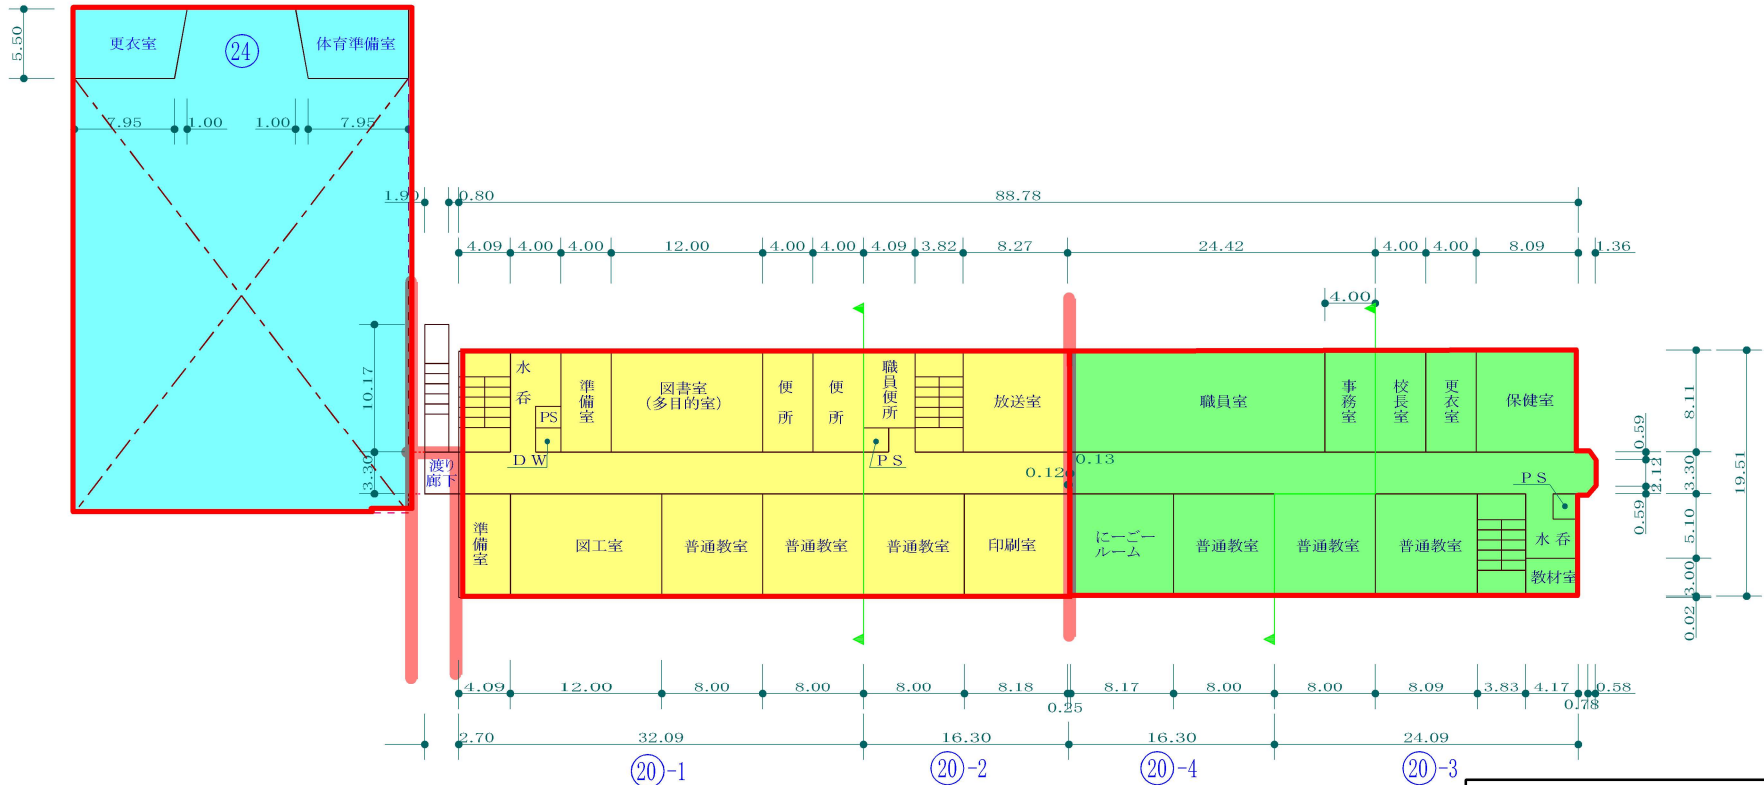 5.50
更衣室
24
体育準備室
7.95
1.00
1.00
7.95
1.90
0.80
88.78
4.09
4.00
4.00
12.00
4.00
4.00
4.09
3.82
8.27
24.42
4.00
4.00
8.09
1.36
4.00
10.17
3.30
水呑
PS
準備室
図書室
(多目的室)
便所
便所
職員便所
放送室
職員室
事務室
校長室
更衣室
保健室
8.11
0.59
3.30
2.12
19.51
渡り
廊下
DW
PS
0.12
0.13
PS
0.59
5.10
準備室
図工室
普通教室
普通教室
普通教室
印刷室
にーごー
ルーム
普通教室
普通教室
普通教室
水呑
教材室
3.00
0.02
4.09
12.00
8.00
8.00
8.00
8.18
0.25
8.17
8.00
8.00
8.09
3.83
4.17
0.78
0.58
2.70
32.09
16.30
16.30
24.09
20-1
20-2
20-4
20-3